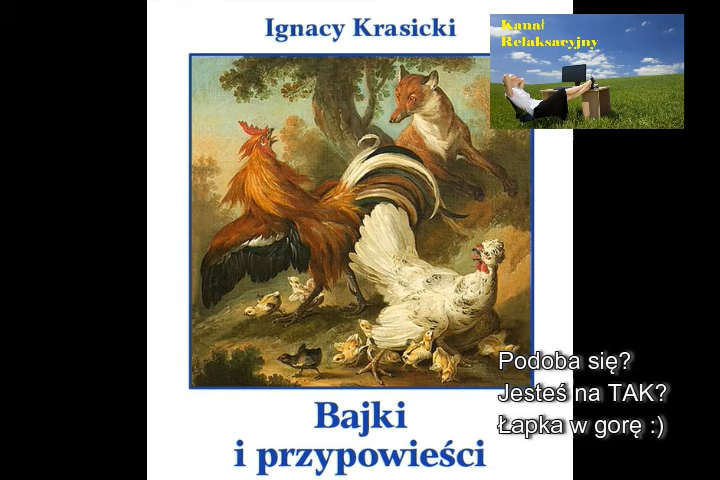 Ignacy Krasicki
Kanał
Relaksacyjny
Podoba się?
Jesteś na TAK?
Łapka w gorę :)
Bajki
i przypowieści